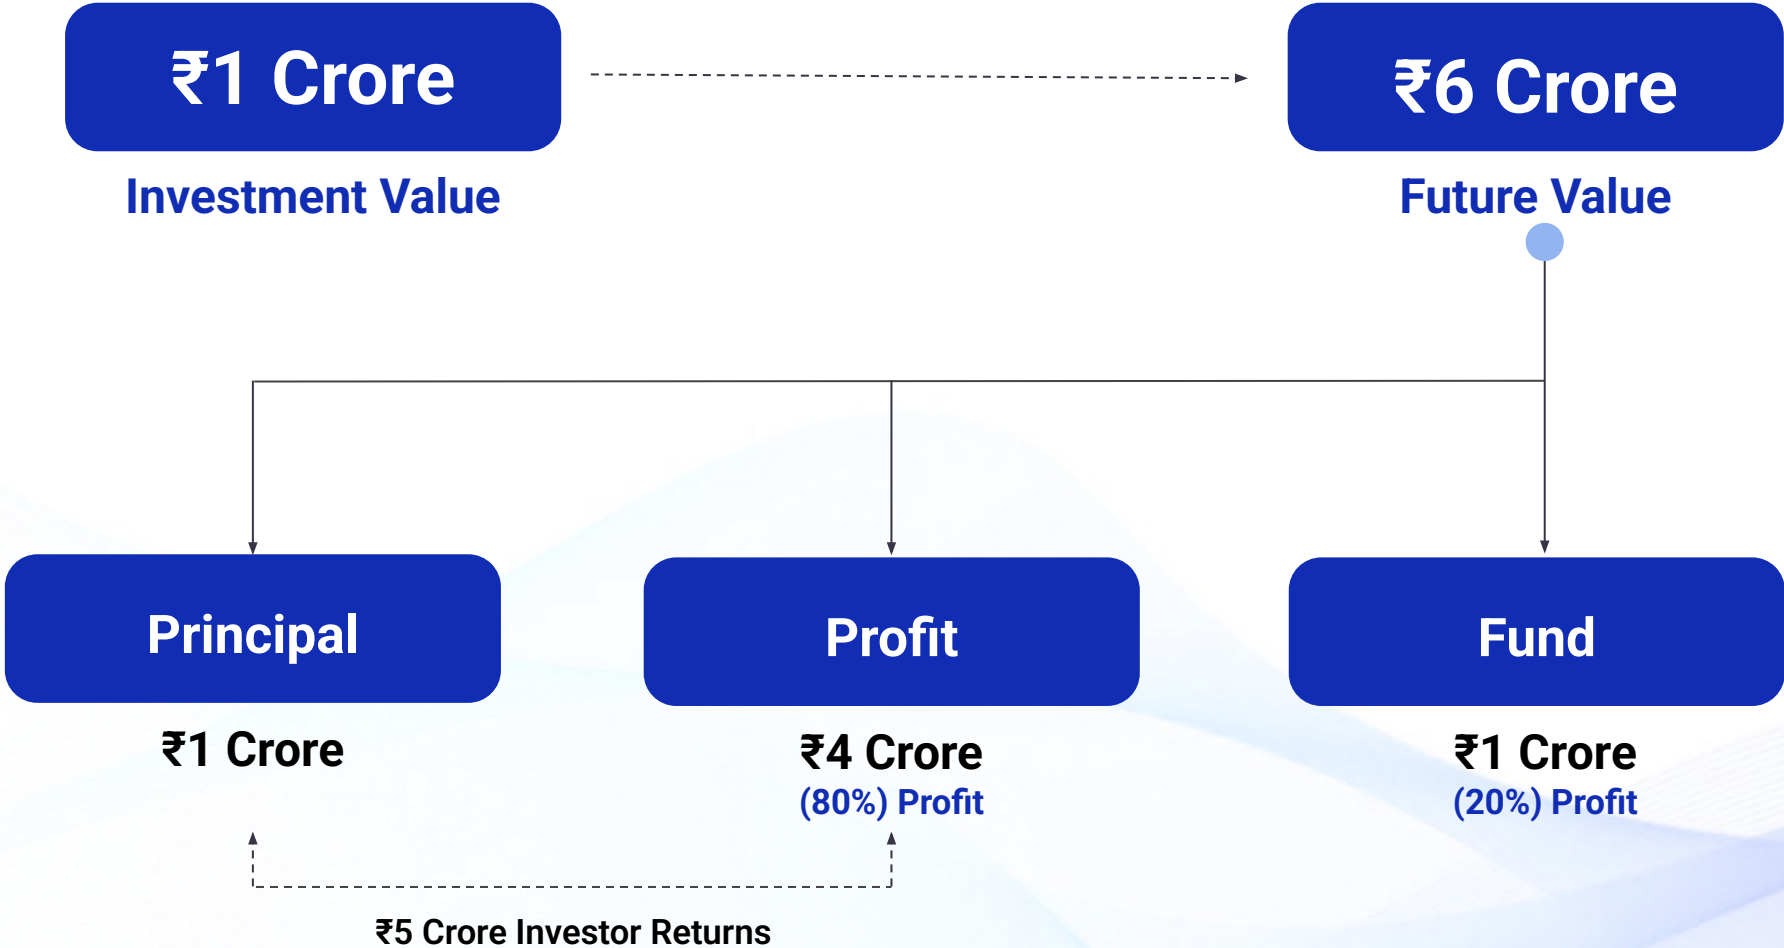 ₹1 Crore
₹6 Crore
Investment Value
Future Value
Principal
Profit
Fund
₹1 Crore
₹4 Crore
₹1 Crore
(80%) Profit
(20%) Profit
₹5 Crore Investor Returns